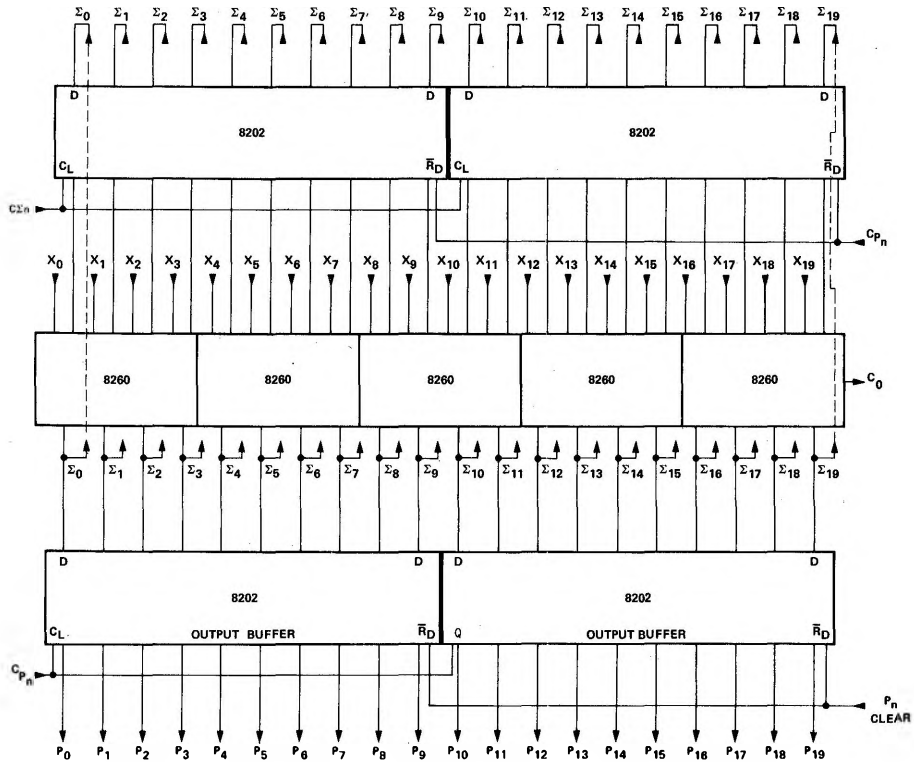 Σ0 Σ1 Σ2 Σ3 Σ4 Σ5 Σ6 Σ7 Σ8 Σ9 Σ10 Σ11 Σ12 Σ13 Σ14 Σ15 Σ16 Σ17 Σ18 Σ19
D D D D
8202 8202
CL R̅D CL R̅D
CΣn
CPn
X0 X1 X2 X3 X4 X5 X6 X7 X8 X9 X10 X11 X12 X13 X14 X15 X16 X17 X18 X19
8260 8260 8260 8260 8260 C0
Σ0 Σ1 Σ2 Σ3 Σ4 Σ5 Σ6 Σ7 Σ8 Σ9 Σ10 Σ11 Σ12 Σ13 Σ14 Σ15 Σ16 Σ17 Σ18 Σ19
D D D D
8202 8202
CL OUTPUT BUFFER R̅D Q OUTPUT BUFFER R̅D
CPn
Pn
CLEAR
P0 P1 P2 P3 P4 P5 P6 P7 P8 P9 P10 P11 P12 P13 P14 P15 P16 P17 P18 P19